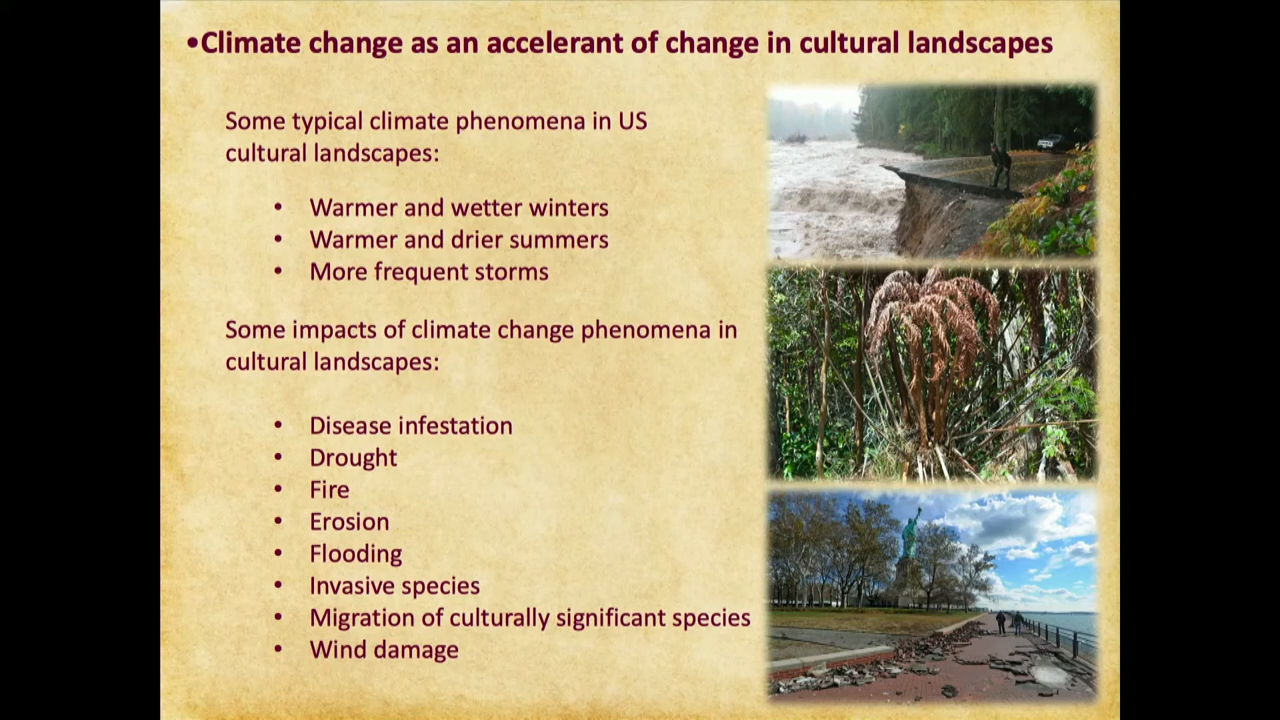 •Climate change as an accelerant of change in cultural landscapes
Some typical climate phenomena in US
cultural landscapes:
• Warmer and wetter winters
• Warmer and drier summers
• More frequent storms
Some impacts of climate change phenomena in
cultural landscapes:
• Disease infestation
• Drought
• Fire
• Erosion
• Flooding
• Invasive species
• Migration of culturally significant species
• Wind damage